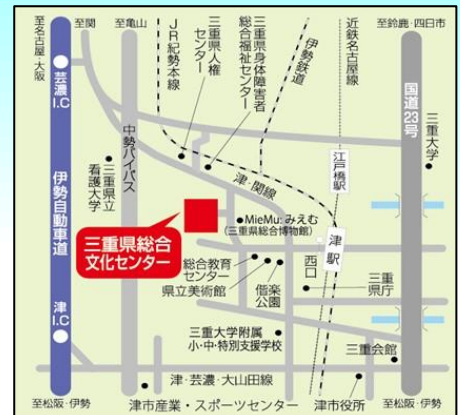 至名古屋・大阪
至関
至亀山
JR紀勢本線
三重県人権
センター
三重県身体障害者
総合福祉センター
伊勢鉄道
近鉄名古屋線
至鈴鹿・四日市
芸濃
I.C
伊勢自動車道
津
I.C
中勢バイパス
三重県立
看護大学
国道23号
三重大学
江戸橋駅
津・関線
MieMu:みえむ
(三重県総合博物館)
三重県総合
文化センター
津駅
西口
総合教育
センター
県立美術館
偕楽
公園
三重
県庁
三重大学附属
小・中・特別支援学校
三重会館
津・芸濃・大山田線
至松阪・伊勢
津市産業・スポーツセンター
津市役所
至松阪・伊勢